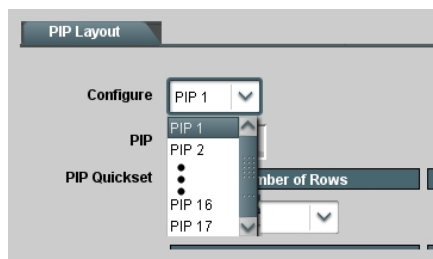 PIP Layout
Configure PIP 1
PIP 1
PIP
PIP 2
PIP Quickset
mber of Rows
PIP 16
PIP 17